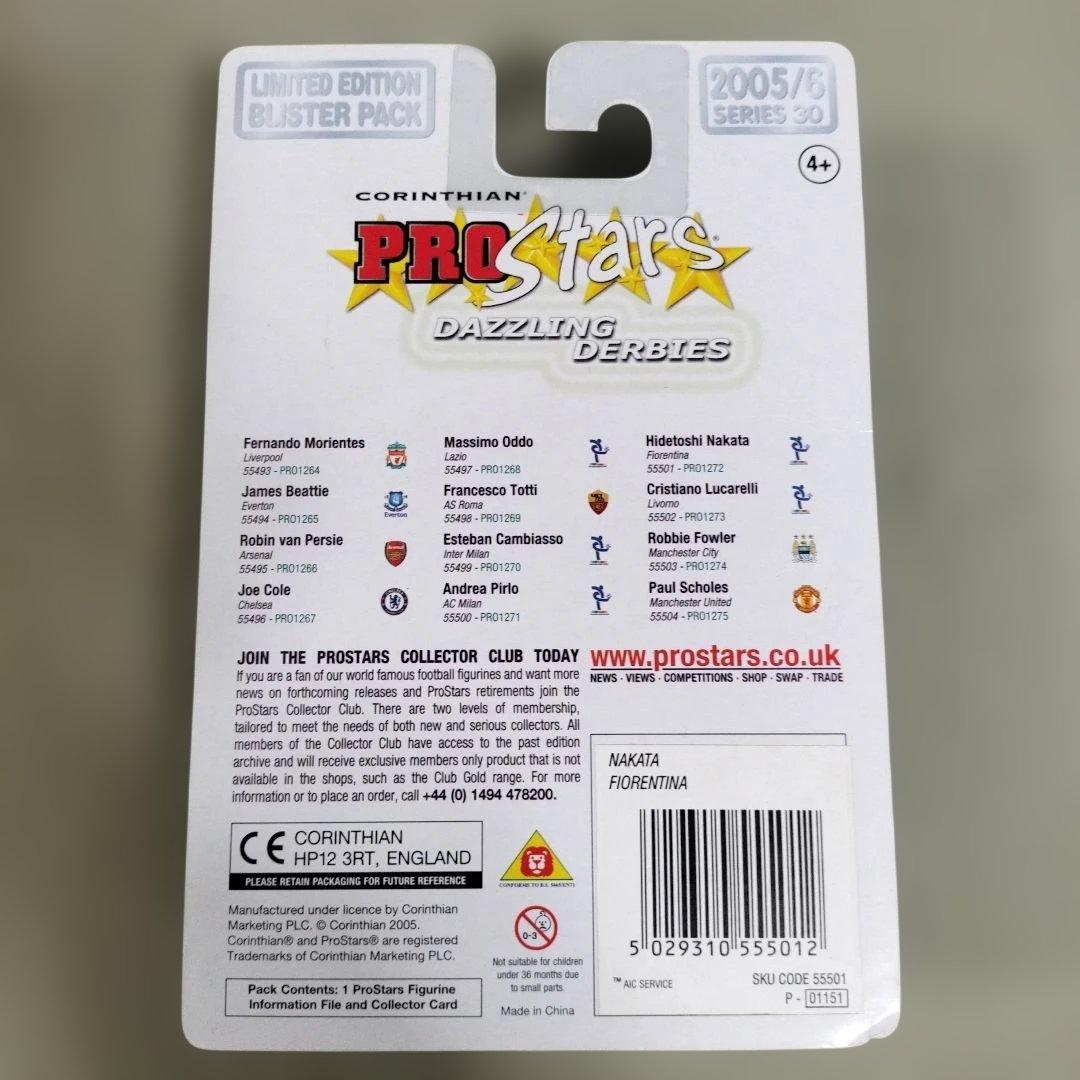 LIMITED EDITION
BLISTER PACK
2005/6
SERIES 30
4+
CORINTHIAN®
PROStars®
DAZZLING
DERBIES
Fernando Morientes
Liverpool
55493 - PRO1264
James Beattie
Everton
55494 - PRO1265
Everton
Robin van Persie
Arsenal
55495 - PRO1266
Joe Cole
Chelsea
55496 - PRO1267
Massimo Oddo
Lazio
55497 - PRO1268
Francesco Totti
AS Roma
55498 - PRO1269
Esteban Cambiasso
Inter Milan
55499 - PRO1270
Andrea Pirlo
AC Milan
55500 - PRO1271
Hidetoshi Nakata
Fiorentina
55501 - PRO1272
Cristiano Lucarelli
Livorno
55502 - PRO1273
Robbie Fowler
Manchester City
55503 - PRO1274
Paul Scholes
Manchester United
55504 - PRO1275
JOIN THE PROSTARS COLLECTOR CLUB TODAY
If you are a fan of our world famous football figurines and want more
news on forthcoming releases and ProStars retirements join the
ProStars Collector Club. There are two levels of membership,
tailored to meet the needs of both new and serious collectors. All
members of the Collector Club have access to the past edition
archive and will receive exclusive members only product that is not
available in the shops, such as the Club Gold range. For more
information or to place an order, call +44 (0) 1494 478200.
www.prostars.co.uk
NEWS · VIEWS · COMPETITIONS · SHOP · SWAP · TRADE
NAKATA
FIORENTINA
5 029310 555012
™ AIC SERVICE
SKU CODE 55501
P - 01151
CE CORINTHIAN
HP12 3RT, ENGLAND
PLEASE RETAIN PACKAGING FOR FUTURE REFERENCE
Manufactured under licence by Corinthian
Marketing PLC. © Corinthian 2005.
Corinthian® and ProStars® are registered
Trademarks of Corinthian Marketing PLC.
Pack Contents: 1 ProStars Figurine
Information File and Collector Card
CONFORMS TO B.S. 5665/EN71
0-3
Not suitable for children
under 36 months due
to small parts.
Made in China